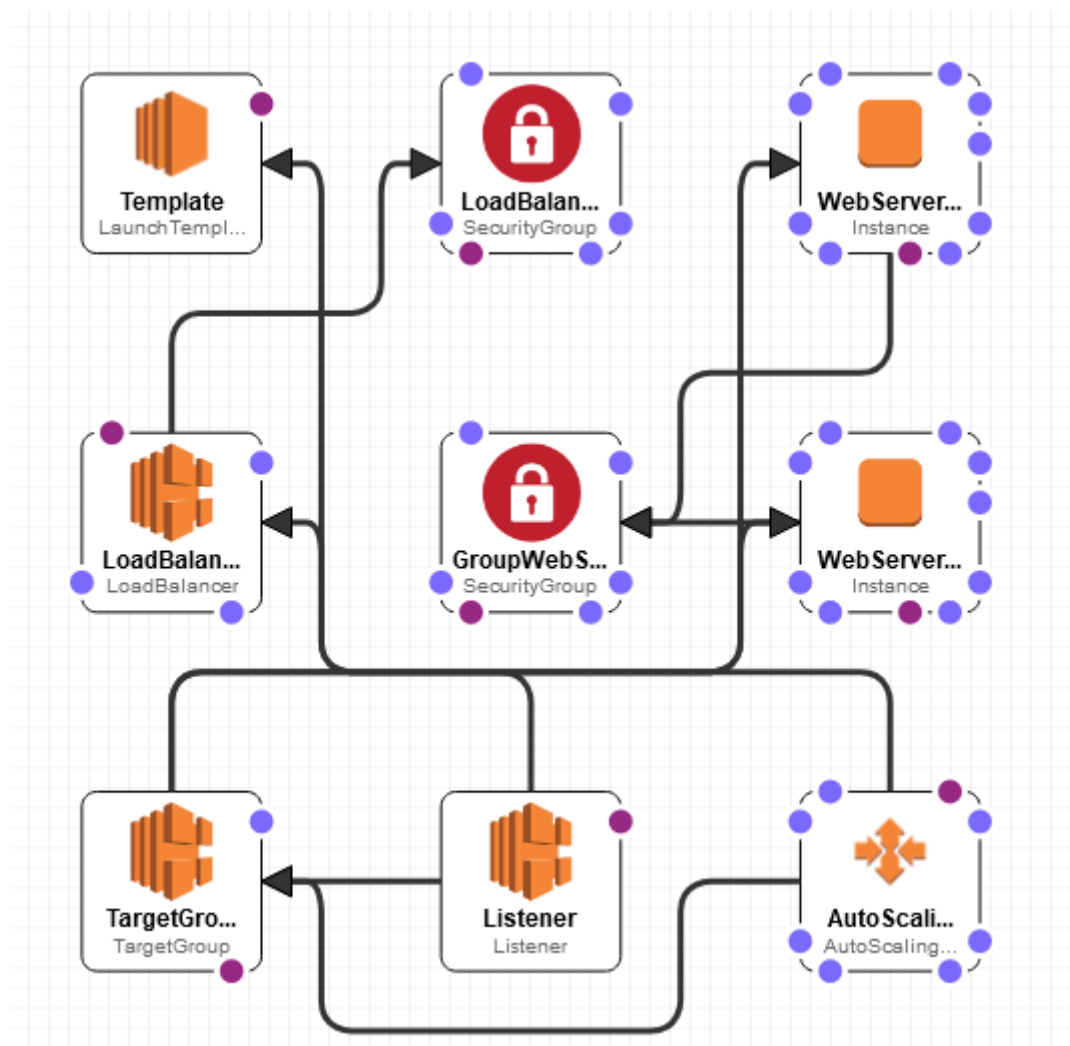 Template
LaunchTempl...
LoadBalan...
SecurityGroup
WebServer...
Instance
LoadBalan...
LoadBalancer
GroupWebS...
SecurityGroup
WebServer...
Instance
TargetGro...
TargetGroup
Listener
Listener
AutoScali...
AutoScaling...